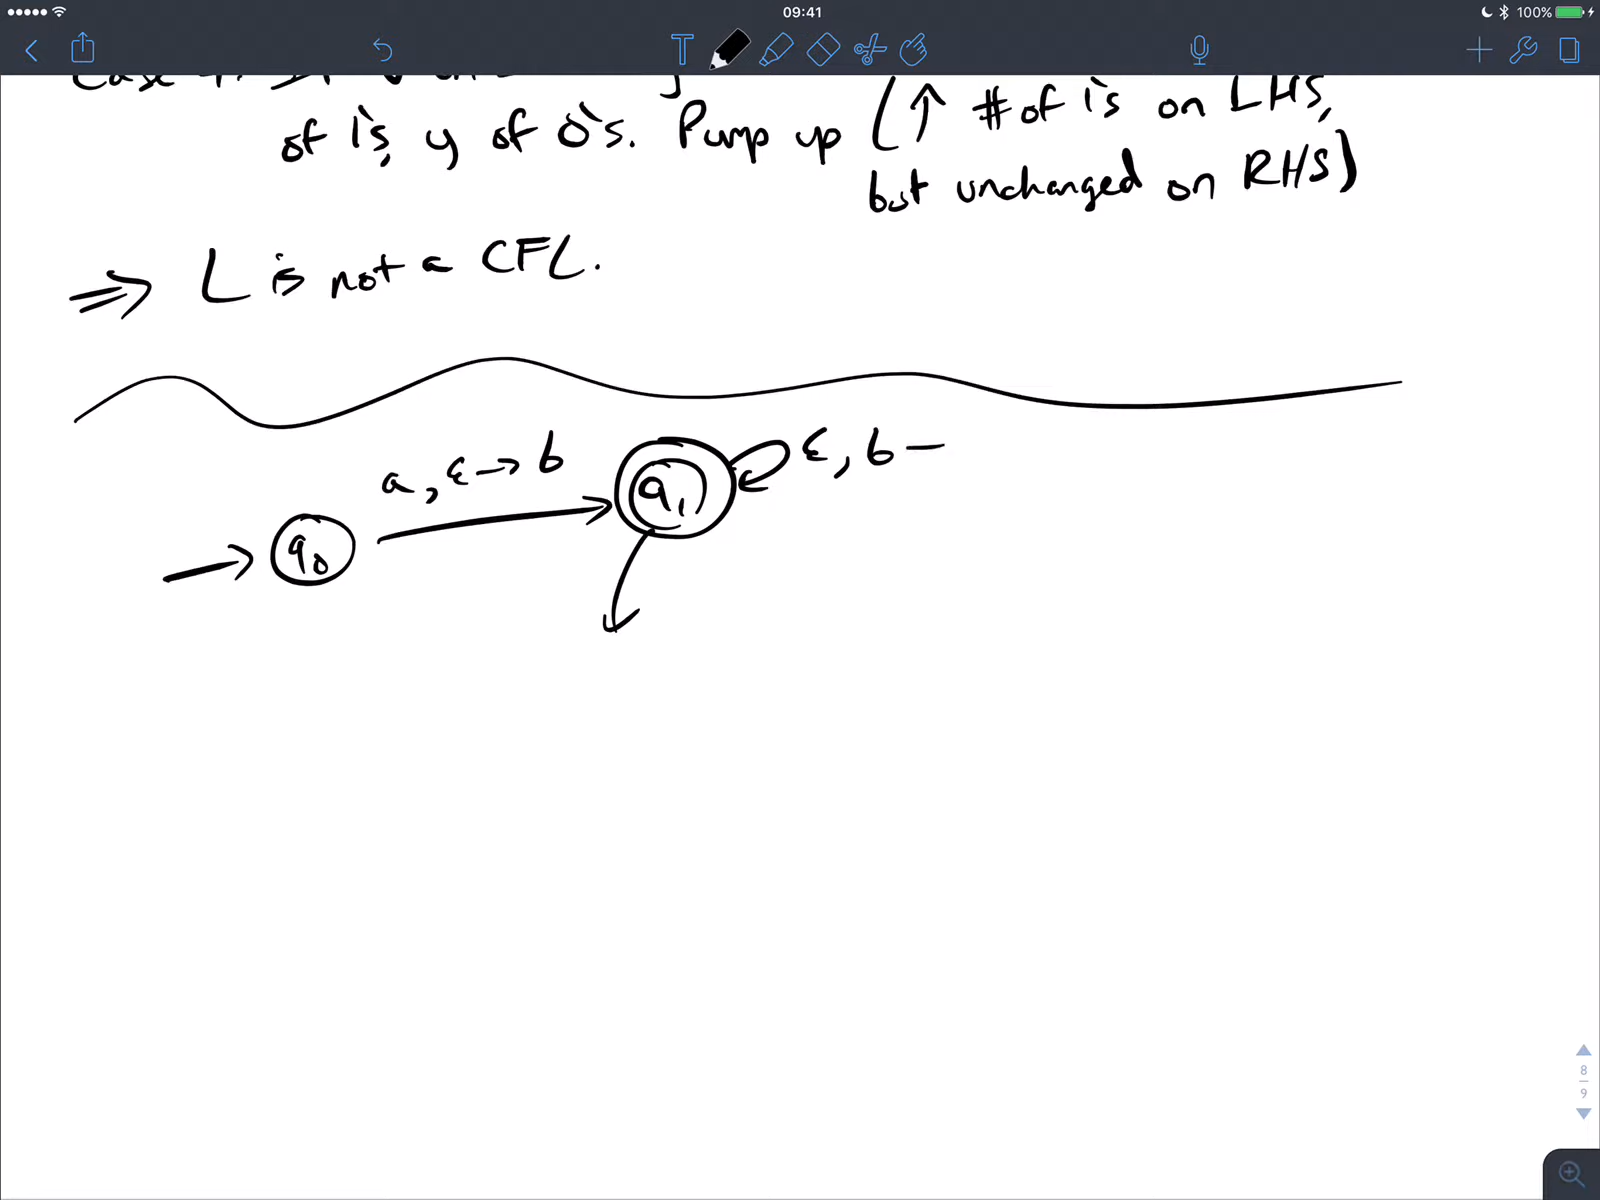 09:41
100%
T
Case
of 1's, y of 0's. Pump up (↑ # of 1's on LHS,
but unchanged on RHS)
⇒ L is not a CFL.
a, ε → b
ε, b –
q1
q0
8
9